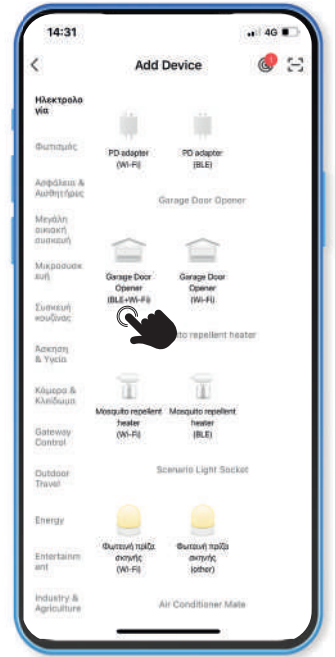 14:31
4G
Add Device
Ηλεκτρολο
γία
Φωτισμός
Ασφάλεια &
Αισθητήρας
Μεγάλη
οικιακή
συσκευή
Μικροσυσκ
ευή
Συσκευή
κουζίνας
Άσκηση
& Υγεία
Κάμερα &
Κλείδωμα
Gateway
Control
Outdoor
Travel
Energy
Entertainm
ent
Industry &
Agriculture
PD adapter
(Wi-Fi)
PD adapter
(BLE)
Garage Door Opener
Garage Door
Opener
(BLE+Wi-Fi)
Garage Door
Opener
(Wi-Fi)
ito repellent heater
Mosquito repellent
heater
(Wi-Fi)
Mosquito repellent
heater
(BLE)
Scenario Light Socket
Φωτεινή πρίζα
σκηνής
(Wi-Fi)
Φωτεινή πρίζα
σκηνής
(other)
Air Conditioner Mate